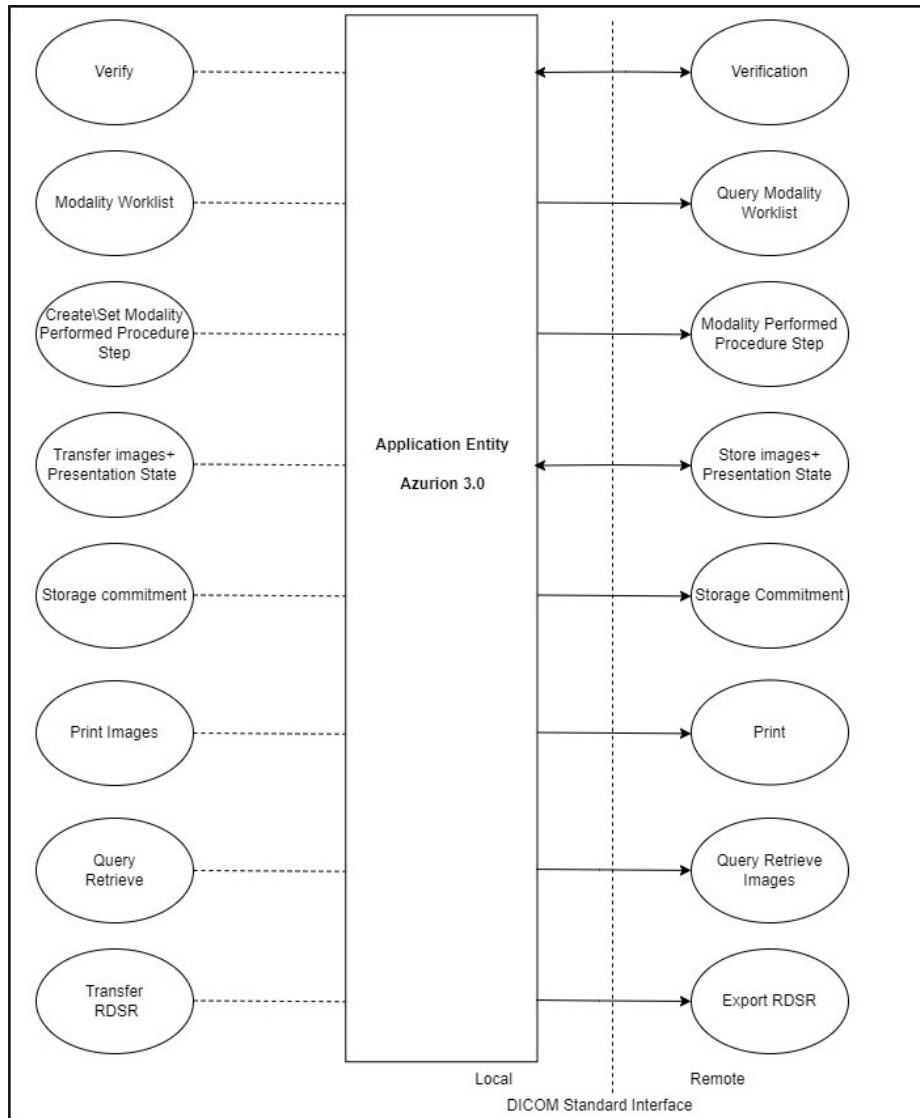 Verify
Verification
Modality Worklist
Query Modality
Worklist
Create\Set Modality
Performed Procedure
Step
Modality Performed
Procedure Step
Application Entity
Azurion 3.0
Transfer images+
Presentation State
Store images+
Presentation State
Storage commitment
Storage Commitment
Print Images
Print
Query
Retrieve
Query Retrieve
Images
Transfer
RDSR
Export RDSR
Local
Remote
DICOM Standard Interface